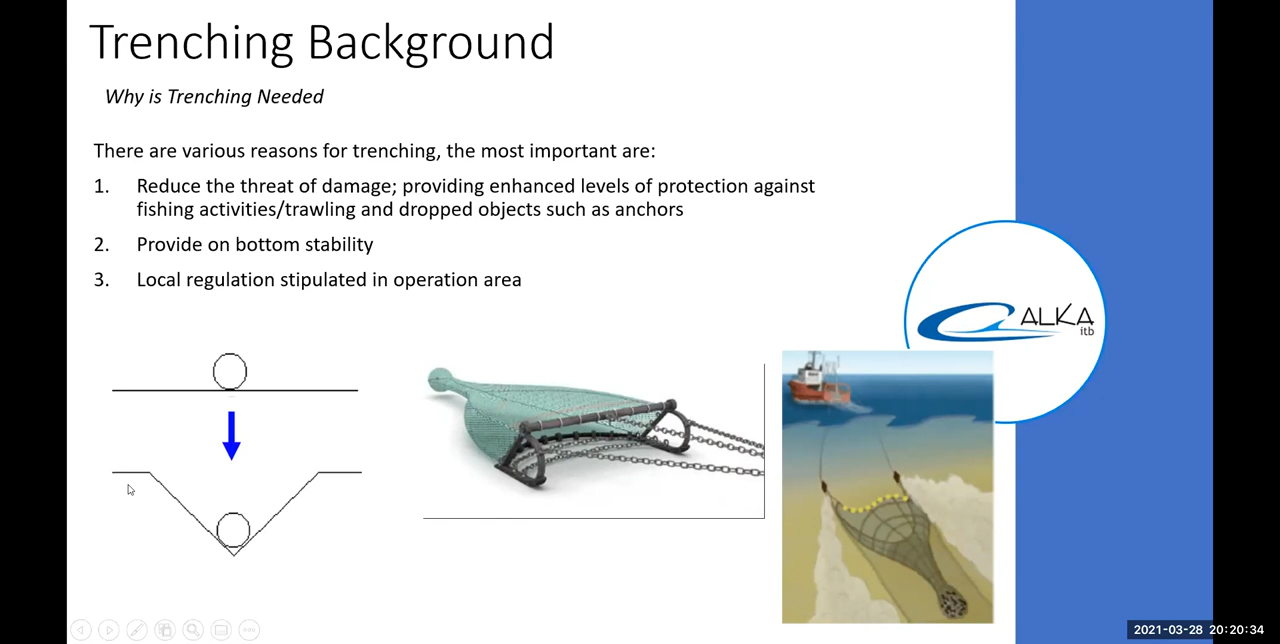 Trenching Background
Why is Trenching Needed
There are various reasons for trenching, the most important are:
1. Reduce the threat of damage; providing enhanced levels of protection against
fishing activities/trawling and dropped objects such as anchors
2. Provide on bottom stability
3. Local regulation stipulated in operation area
ALKA
itb
2021-03-28 20:20:34